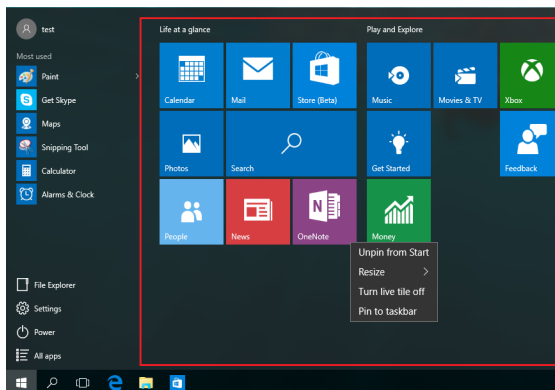 test
Most used
Paint
Get Skype
Maps
Snipping Tool
Calculator
Alarms & Clock
File Explorer
Settings
Power
All apps
Life at a glance
Calendar
Mail
Store (Beta)
Photos
Search
People
News
OneNote
Play and Explore
Music
Movies & TV
Xbox
Get Started
Feedback
Money
Unpin from Start
Resize
Turn live tile off
Pin to taskbar